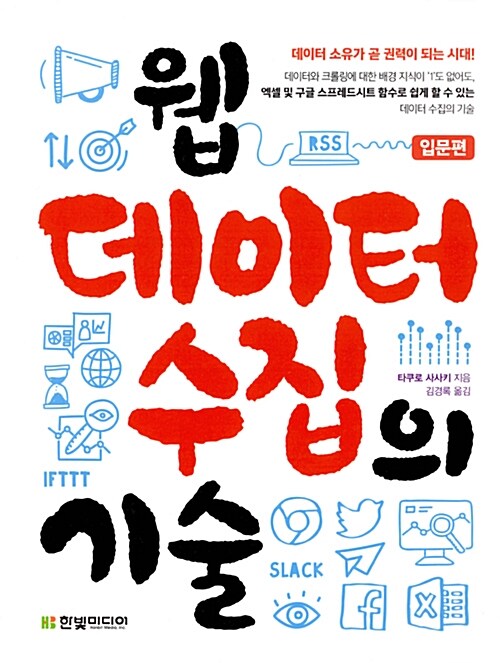 데이터 소유가 곧 권력이 되는 시대!
데이터와 크롤링에 대한 배경 지식이 '1'도 없어도,
엑셀 및 구글 스프레드시트 함수로 쉽게 할 수 있는
데이터 수집의 기술
웹
RSS
입문편
데이터
수집의
타쿠로 사사키 지음
김경록 옮김
IFTTT
기술
SLACK
f
X
HB 한빛미디어
Hanbit Media, Inc.